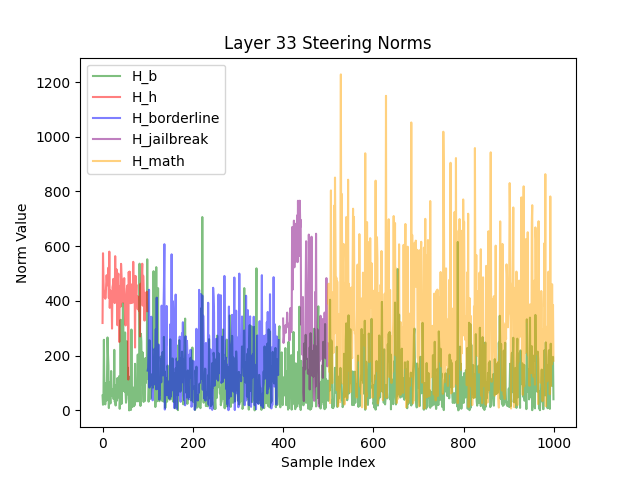 Layer 33 Steering Norms
H_b
H_h
H_borderline
H_jailbreak
H_math
Norm Value
1200
1000
800
600
400
200
0
0 200 400 600 800 1000
Sample Index